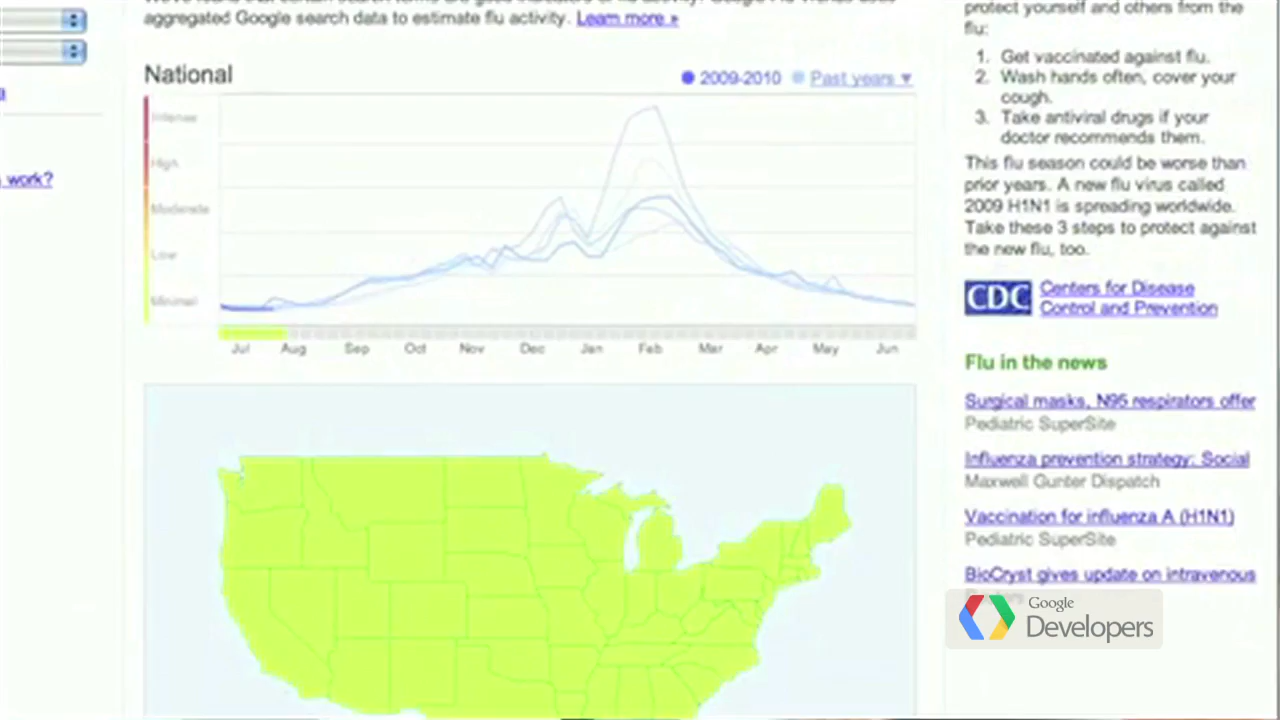 aggregated Google search data to estimate flu activity. Learn more »
work?
National
2009-2010
Past years ▼
Intense
High
Moderate
Low
Minimal
Jul
Aug
Sep
Oct
Nov
Dec
Jan
Feb
Mar
Apr
May
Jun
protect yourself and others from the
flu:
1. Get vaccinated against flu.
2. Wash hands often, cover your
cough.
3. Take antiviral drugs if your
doctor recommends them.
This flu season could be worse than
prior years. A new flu virus called
2009 H1N1 is spreading worldwide.
Take these 3 steps to protect against
the new flu, too.
CDC
Centers for Disease
Control and Prevention
Flu in the news
Surgical masks, N95 respirators offer
Pediatric SuperSite
Influenza prevention strategy: Social
Maxwell Gunter Dispatch
Vaccination for influenza A (H1N1)
Pediatric SuperSite
BioCryst gives update on intravenous
Google
Developers